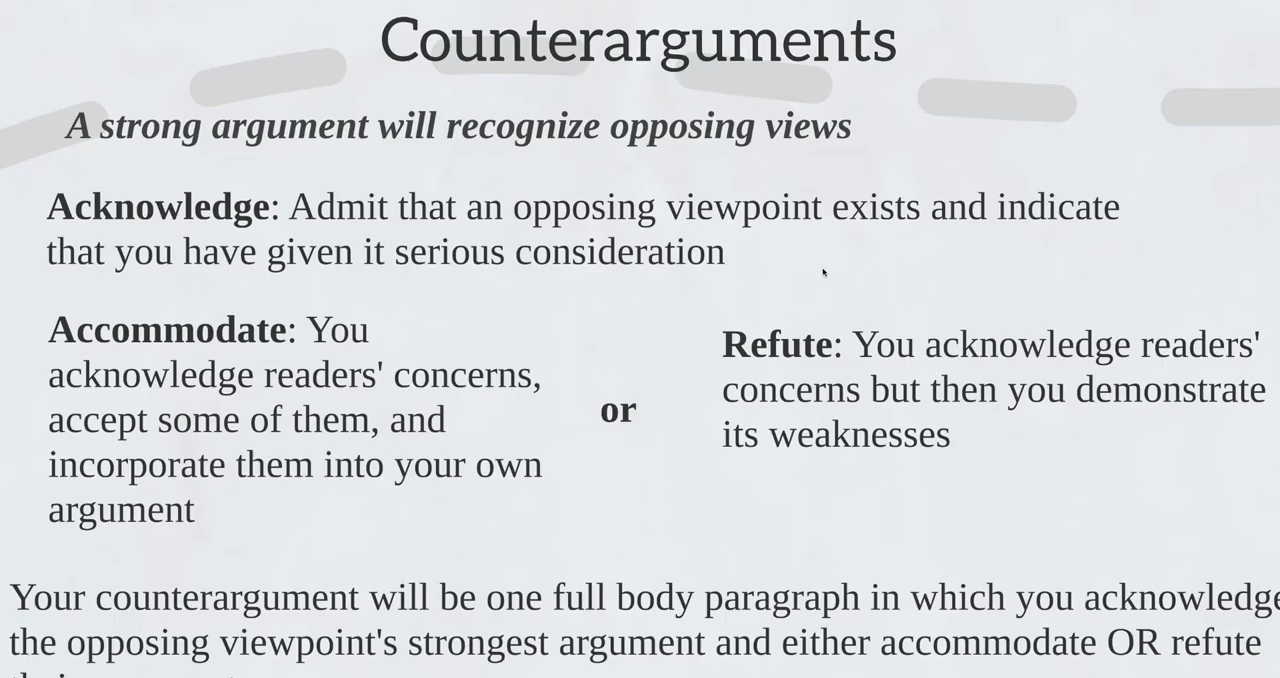 Counterarguments
A strong argument will recognize opposing views
Acknowledge: Admit that an opposing viewpoint exists and indicate
that you have given it serious consideration
Accommodate: You
acknowledge readers' concerns,
accept some of them, and
incorporate them into your own
argument
or
Refute: You acknowledge readers'
concerns but then you demonstrate
its weaknesses
Your counterargument will be one full body paragraph in which you acknowledge
the opposing viewpoint's strongest argument and either accommodate OR refute